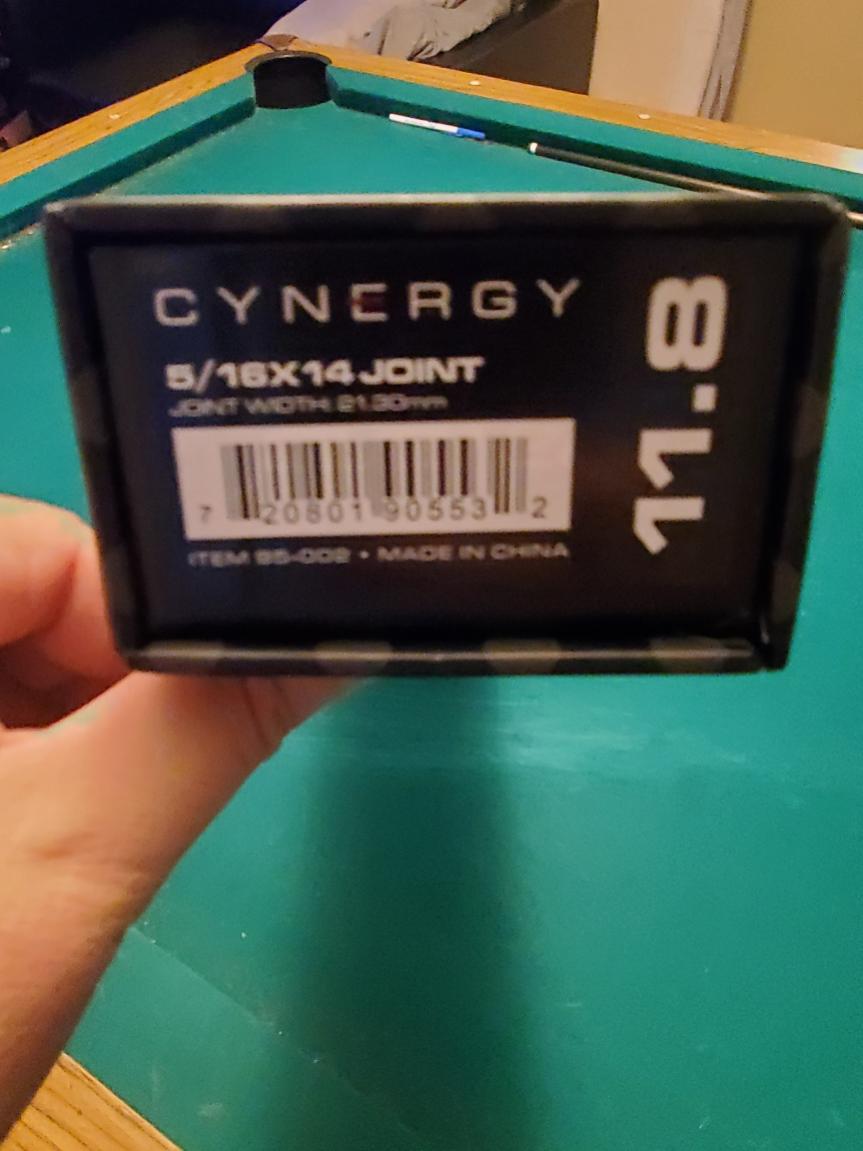 CYNERGY
5/16X14 JOINT
JOINT WIDTH: 21.30mm
7 20801 90553 2
ITEM 95-002 • MADE IN CHINA
11.8